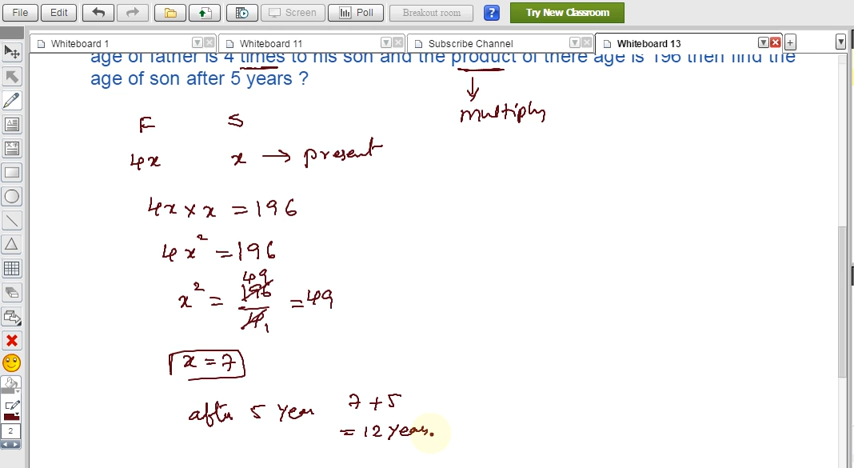 File Edit Screen Poll Breakout room ? Try New Classroom
Whiteboard 1 Whiteboard 11 Subscribe Channel Whiteboard 13
age of father is 4 times to his son and the product of there age is 196 then find the
age of son after 5 years ?
multiply
F S
4x x → present
4x × x = 196
4x² = 196
49
x² = 196/4 = 49
1
x = 7
after 5 year 7 + 5
= 12 years.
2